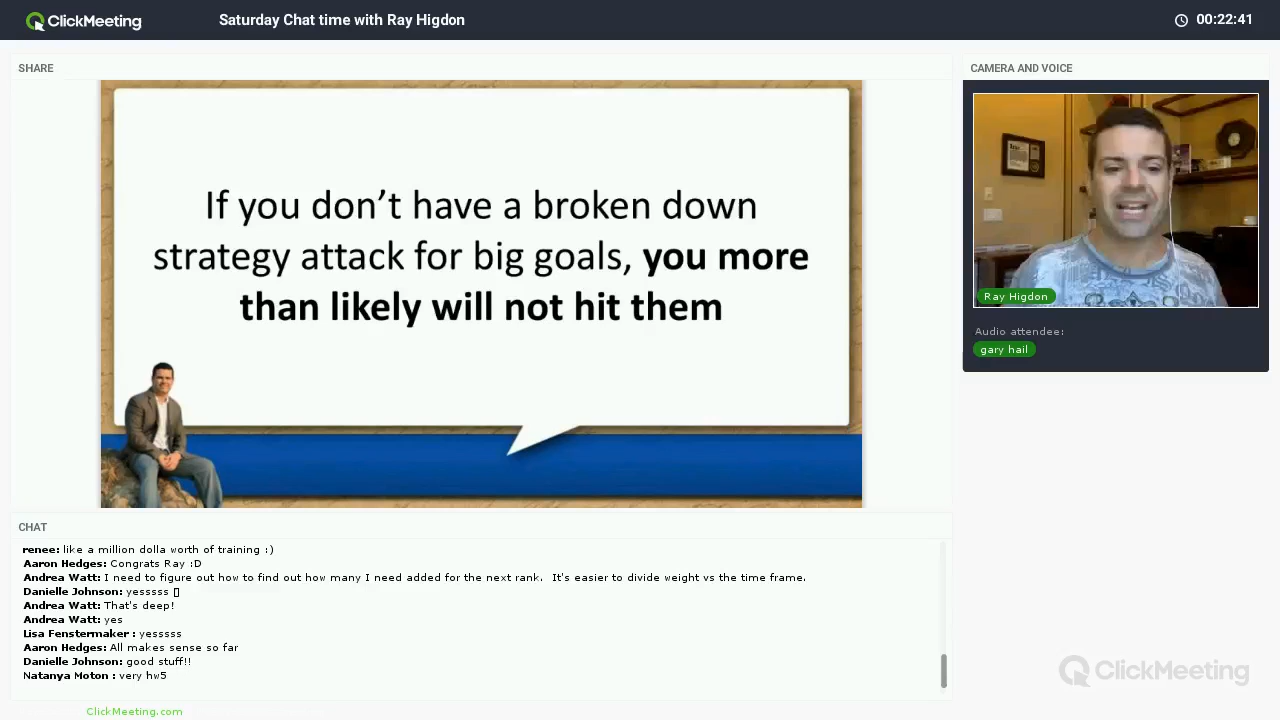 ClickMeeting
Saturday Chat time with Ray Higdon
00:22:41
SHARE
If you don’t have a broken down
strategy attack for big goals, you more
than likely will not hit them
CAMERA AND VOICE
Ray Higdon
Audio attendee:
gary hail
CHAT
renee: like a million dolla worth of training :)
Aaron Hedges: Congrats Ray :D
Andrea Watt: I need to figure out how to find out how many I need added for the next rank.  It's easier to divide weight vs the time frame.
Danielle Johnson: yesssss
Andrea Watt: That's deep!
Andrea Watt: yes
Lisa Fenstermaker : yesssss
Aaron Hedges: All makes sense so far
Danielle Johnson: good stuff!!
Natanya Moton : very hw5
ClickMeeting
ClickMeeting.com